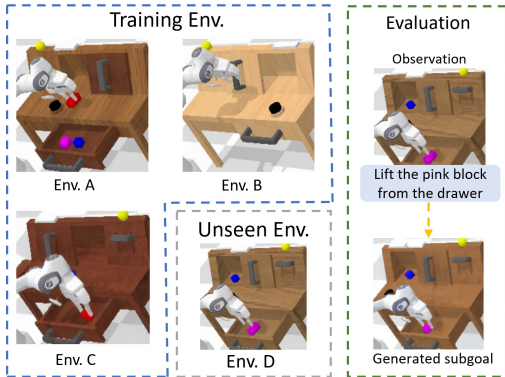 Training Env.
Env. A
Env. B
Env. C
Unseen Env.
Env. D
Evaluation
Observation
Lift the pink block
from the drawer
Generated subgoal